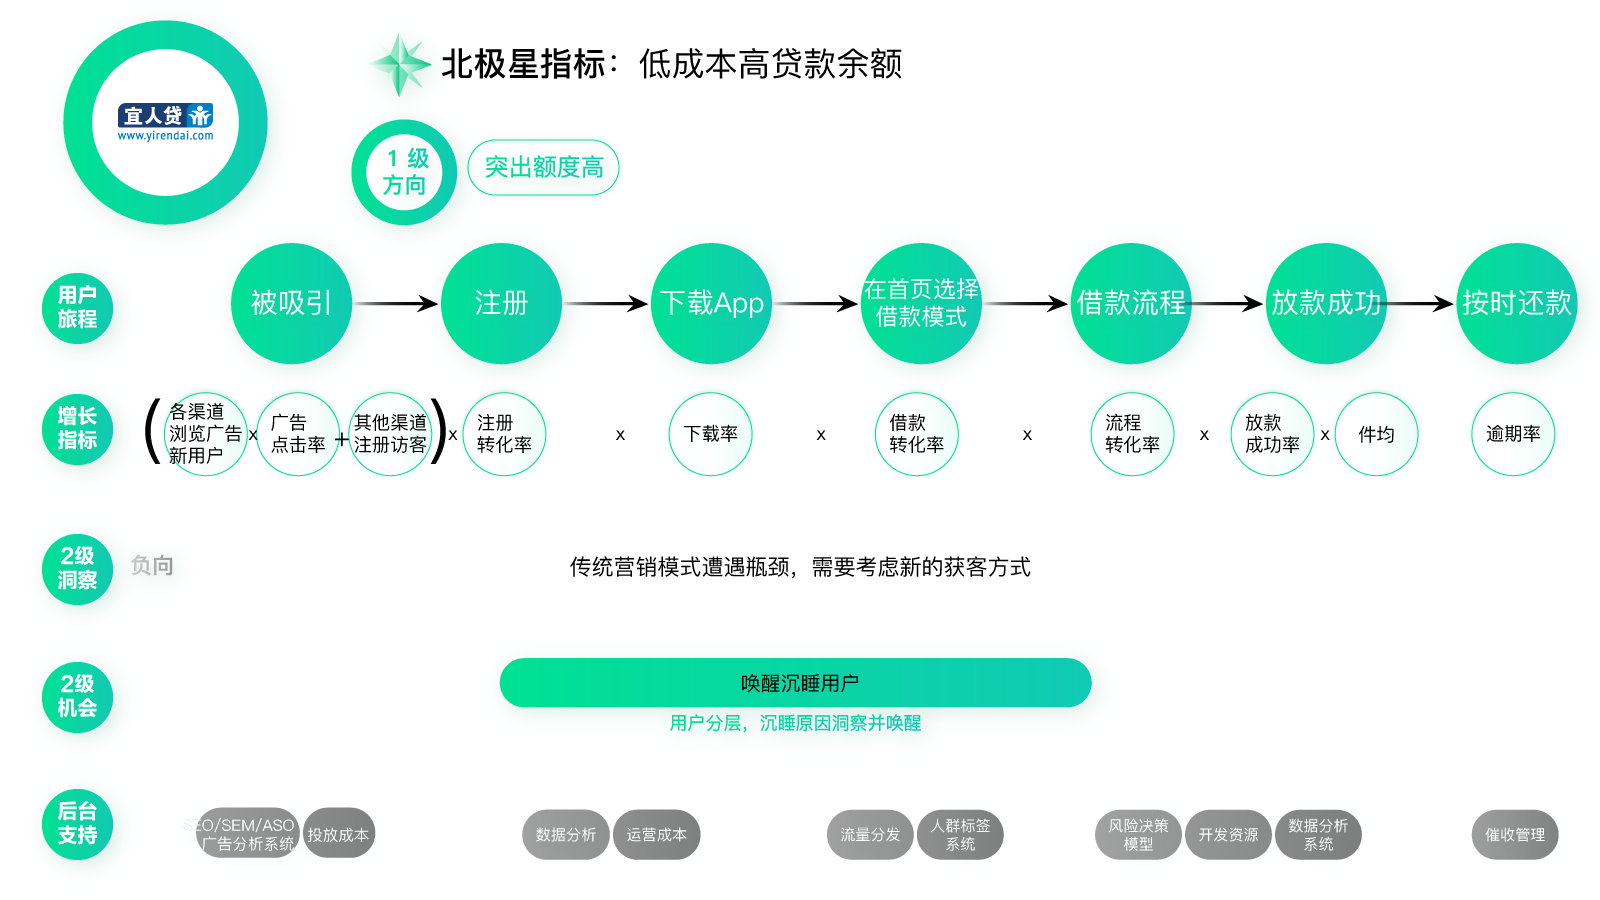 宜人贷
www.yirendai.com
北极星指标：低成本高贷款余额
1 级
方向
突出额度高
用户
旅程
被吸引
注册
下载App
在首页选择
借款模式
借款流程
放款成功
按时还款
增长
指标
(
各渠道
浏览广告
新用户
x
广告
点击率
+
其他渠道
注册访客
)
x
注册
转化率
x
下载率
x
借款
转化率
x
流程
转化率
x
放款
成功率
x
件均
逾期率
2级
洞察
负向
传统营销模式遭遇瓶颈，需要考虑新的获客方式
2级
机会
唤醒沉睡用户
用户分层，沉睡原因洞察并唤醒
后台
支持
SEO/SEM/ASO
广告分析系统
投放成本
数据分析
运营成本
流量分发
人群标签
系统
风险决策
模型
开发资源
数据分析
系统
催收管理